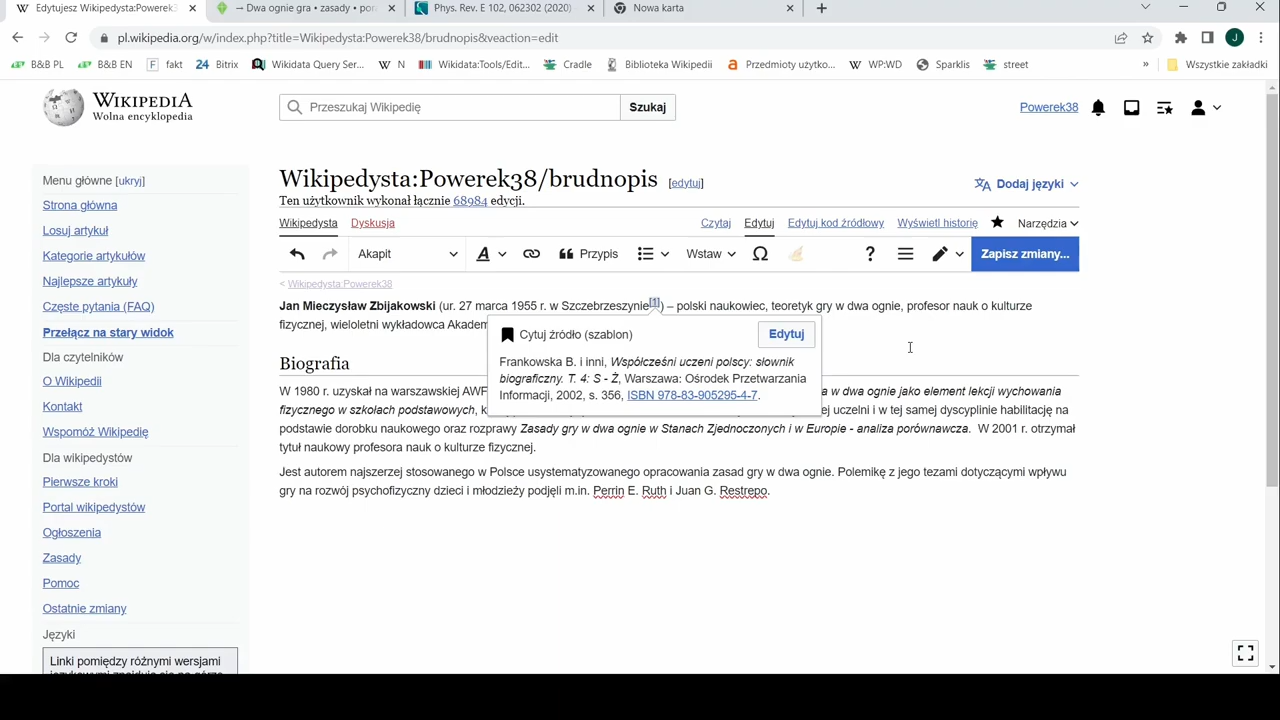 Edytujesz Wikipedysta:Powerek3
→ Dwa ognie gra • zasady • por
Phys. Rev. E 102, 062302 (2020)
Nowa karta
pl.wikipedia.org/w/index.php?title=Wikipedysta:Powerek38/brudnopis&veaction=edit
B&B PL
B&B EN
fakt
24 Bitrix
Wikidata Query Ser...
N
Wikidata:Tools/Edit...
Cradle
Biblioteka Wikipedii
Przedmioty użytko...
WP:WD
Sparklis
street
»
Wszystkie zakładki
WIKIPEDIA
Wolna encyklopedia
Przeszukaj Wikipedię
Szukaj
Powerek38
Menu główne [ukryj]
Strona główna
Losuj artykuł
Kategorie artykułów
Najlepsze artykuły
Częste pytania (FAQ)
Przełącz na stary widok
Dla czytelników
O Wikipedii
Kontakt
Wspomóż Wikipedię
Dla wikipedystów
Pierwsze kroki
Portal wikipedystów
Ogłoszenia
Zasady
Pomoc
Ostatnie zmiany
Języki
Linki pomiędzy różnymi wersjami
Wikipedysta:Powerek38/brudnopis [edytuj]
Dodaj języki
Ten użytkownik wykonał łącznie 68984 edycji.
Wikipedysta Dyskusja
Czytaj Edytuj Edytuj kod źródłowy Wyświetl historię Narzędzia
Akapit
A
Przypis
Wstaw
Ω
?
Zapisz zmiany...
< Wikipedysta:Powerek38
Jan Mieczysław Zbijakowski (ur. 27 marca 1955 r. w Szczebrzeszynie[1]) – polski naukowiec, teoretyk gry w dwa ognie, profesor nauk o kulturze
fizycznej, wieloletni wykładowca Akadem
Cytuj źródło (szablon)
Edytuj
Frankowska B. i inni, Współcześni uczeni polscy: słownik
biograficzny. T. 4: S - Ż, Warszawa: Ośrodek Przetwarzania
Informacji, 2002, s. 356, ISBN 978-83-905295-4-7.
Biografia
W 1980 r. uzyskał na warszawskiej AWF
a w dwa ognie jako element lekcji wychowania
fizycznego w szkołach podstawowych, k
ej uczelni i w tej samej dyscyplinie habilitację na
podstawie dorobku naukowego oraz rozprawy Zasady gry w dwa ognie w Stanach Zjednoczonych i w Europie - analiza porównawcza. W 2001 r. otrzymał
tytuł naukowy profesora nauk o kulturze fizycznej.
Jest autorem najszerzej stosowanego w Polsce usystematyzowanego opracowania zasad gry w dwa ognie. Polemikę z jego tezami dotyczącymi wpływu
gry na rozwój psychofizyczny dzieci i młodzieży podjęli m.in. Perrin E. Ruth i Juan G. Restrepo.